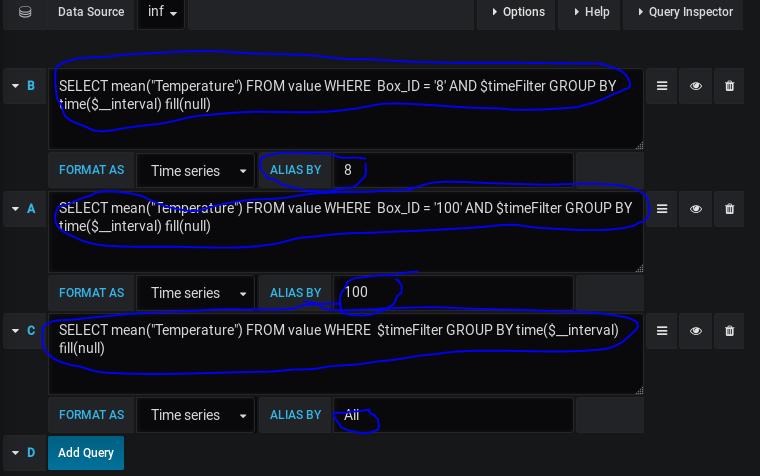 Data Source inf Options Help Query Inspector
B SELECT mean("Temperature") FROM value WHERE Box_ID = '8' AND $timeFilter GROUP BY
time($__interval) fill(null)
FORMAT AS Time series ALIAS BY 8
A SELECT mean("Temperature") FROM value WHERE Box_ID = '100' AND $timeFilter GROUP BY
time($__interval) fill(null)
FORMAT AS Time series ALIAS BY 100
C SELECT mean("Temperature") FROM value WHERE $timeFilter GROUP BY time($__interval)
fill(null)
FORMAT AS Time series ALIAS BY All
D Add Query